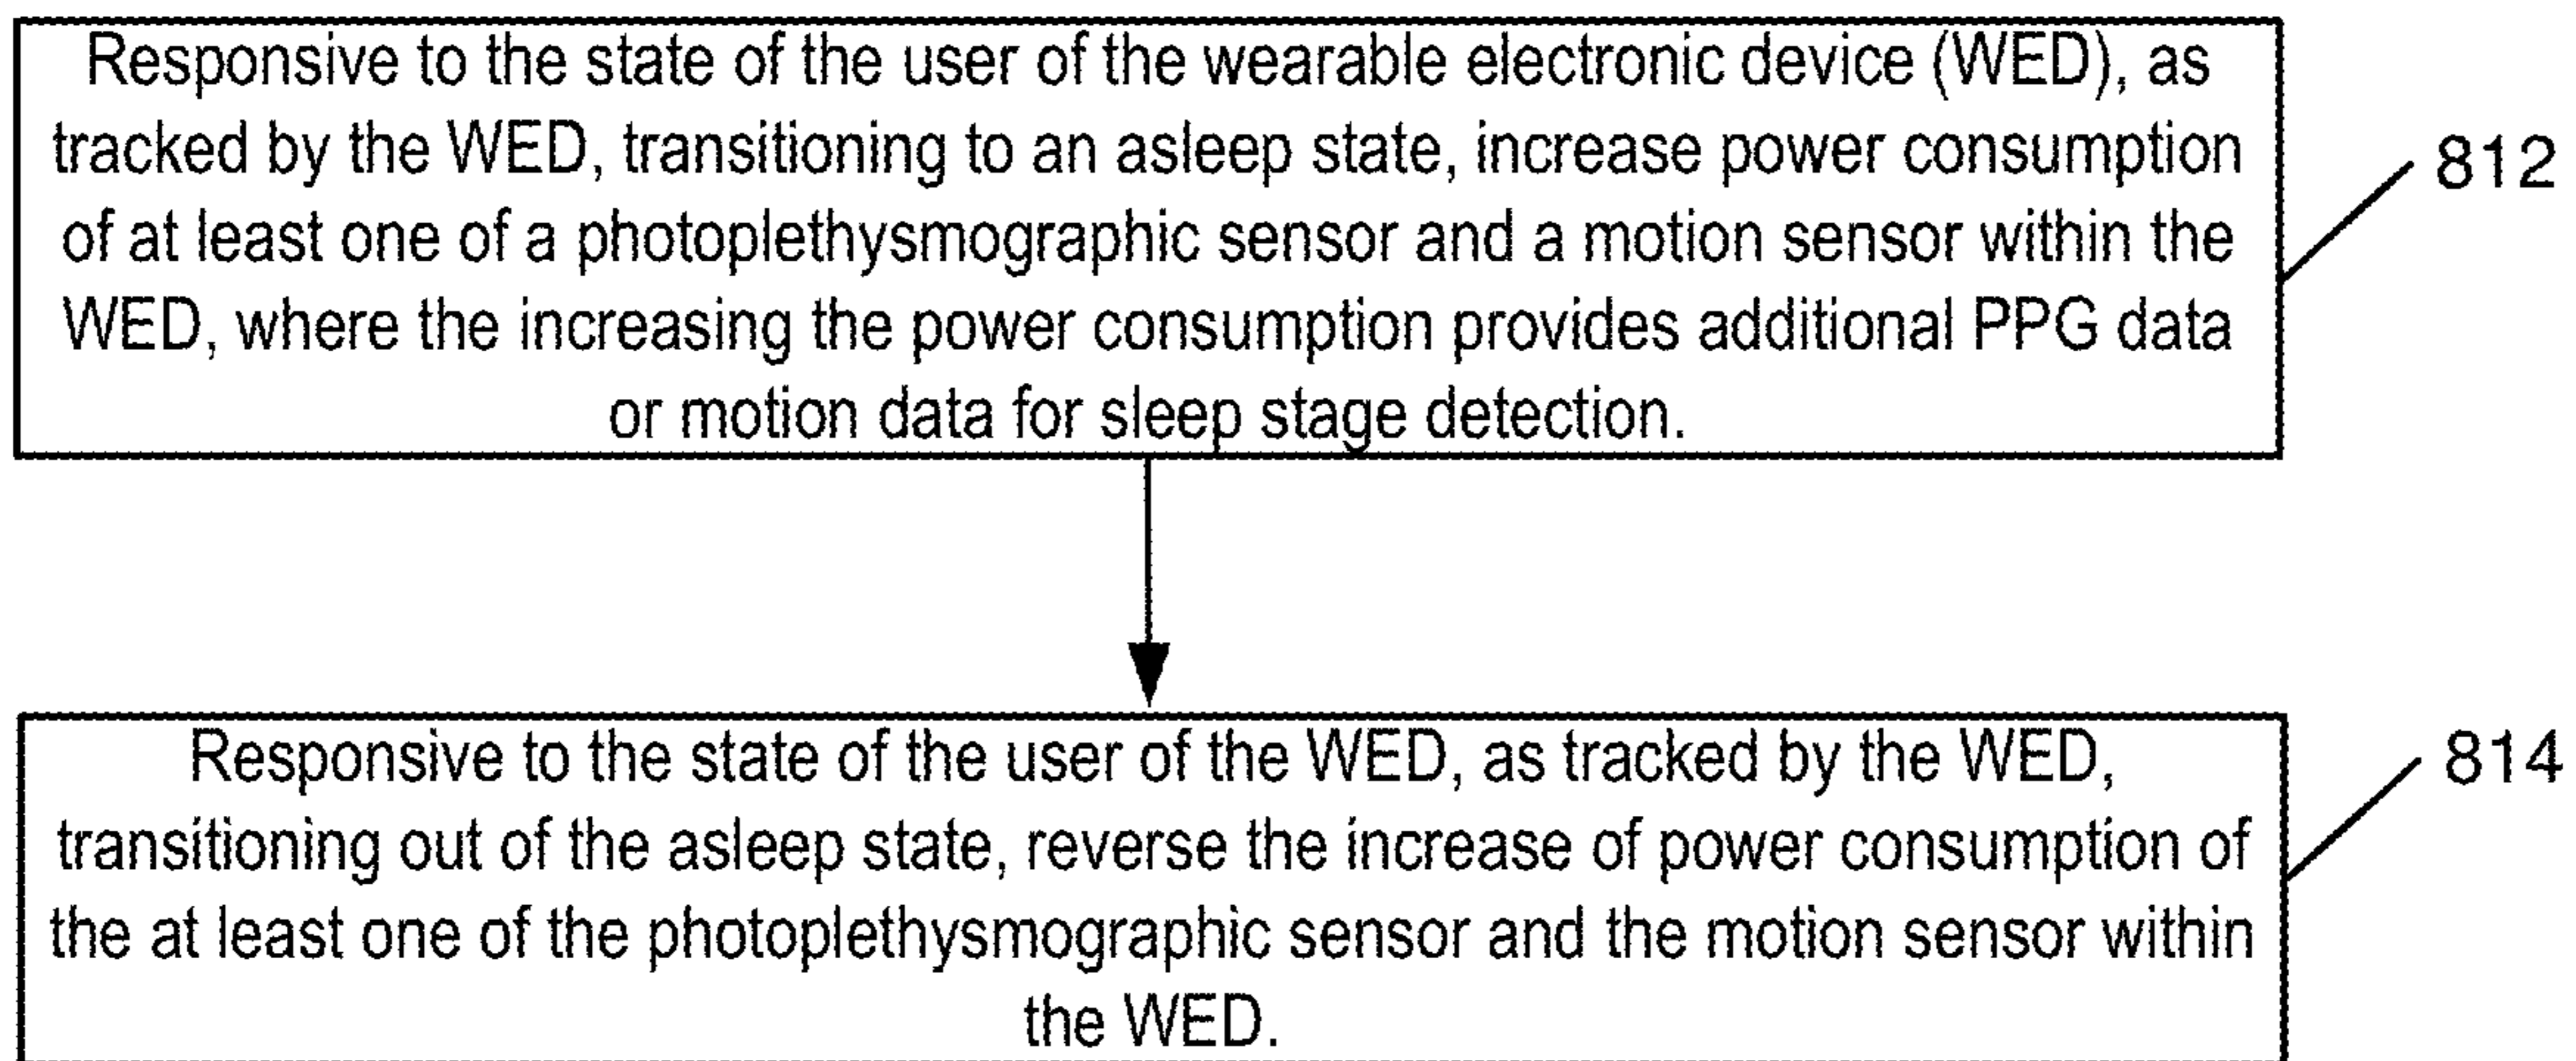 Responsive to the state of the user of the wearable electronic device (WED), as
tracked by the WED, transitioning to an asleep state, increase power consumption
of at least one of a photoplethysmographic sensor and a motion sensor within the
WED, where the increasing the power consumption provides additional PPG data
or motion data for sleep stage detection.
812
Responsive to the state of the user of the WED, as tracked by the WED,
transitioning out of the asleep state, reverse the increase of power consumption of
the at least one of the photoplethysmographic sensor and the motion sensor within
the WED.
814